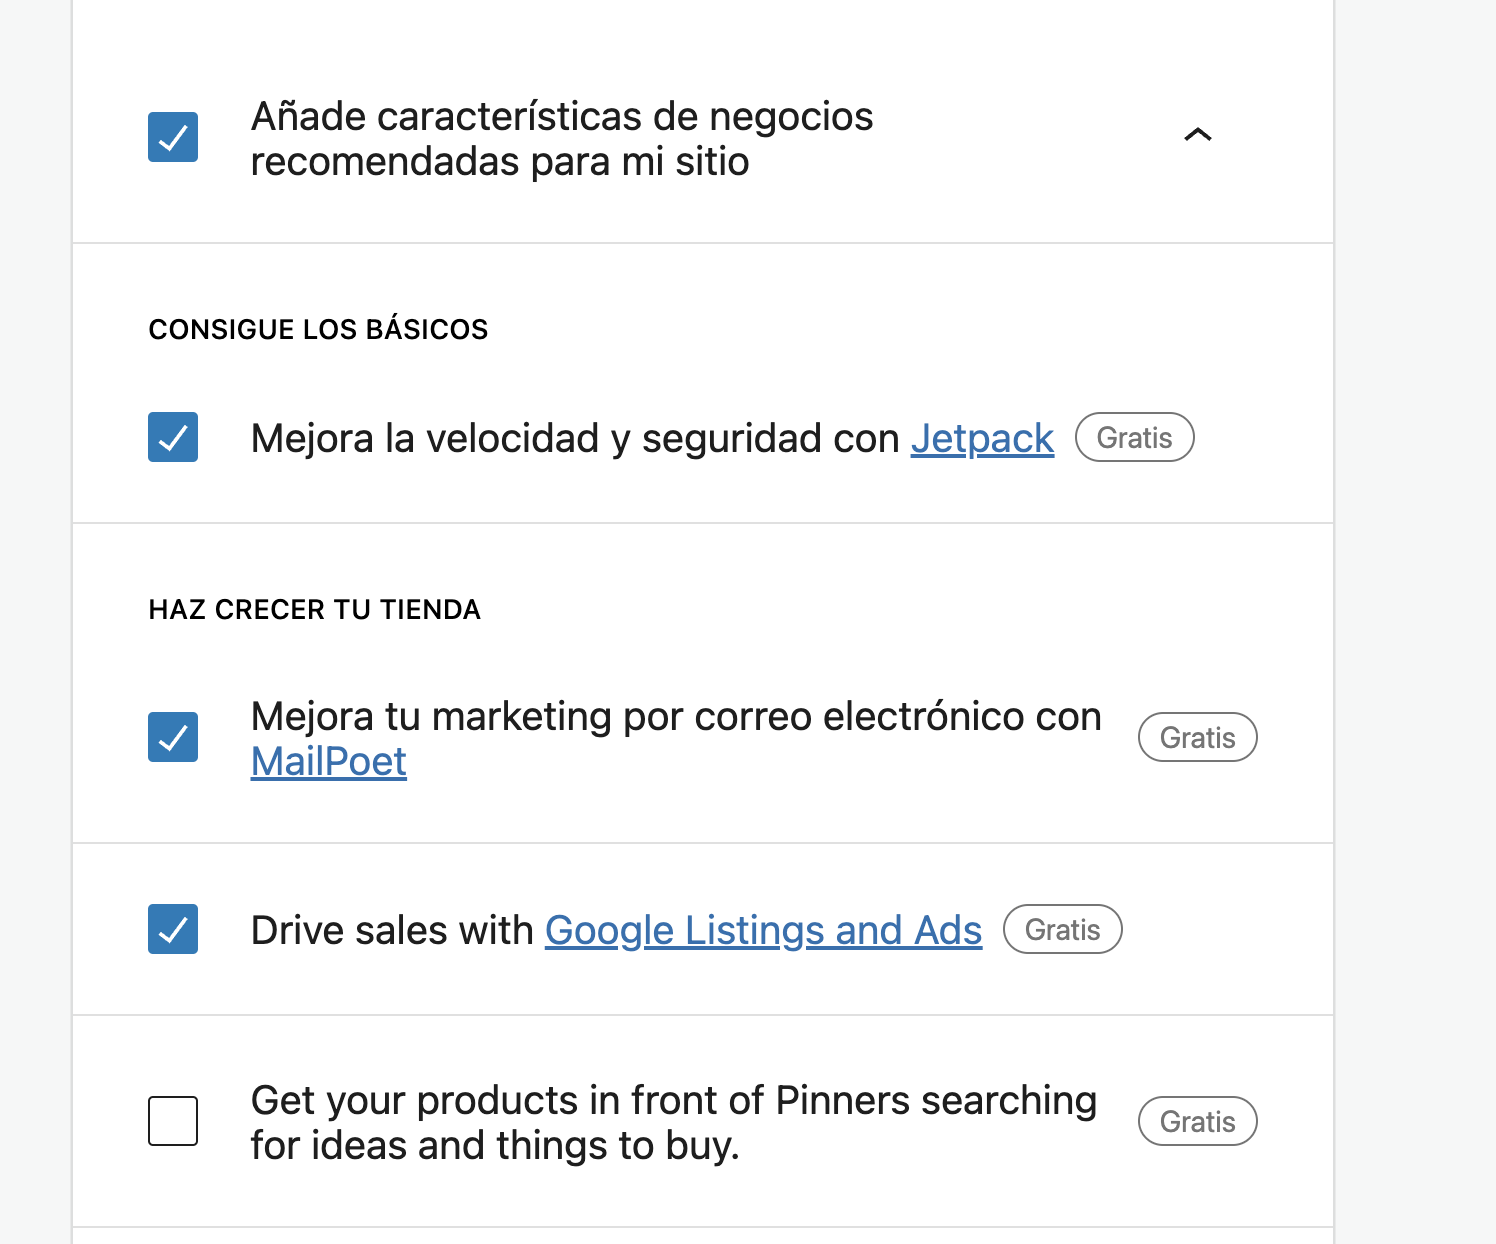 Añade características de negocios
recomendadas para mi sitio
CONSIGUE LOS BÁSICOS
Mejora la velocidad y seguridad con Jetpack Gratis
HAZ CRECER TU TIENDA
Mejora tu marketing por correo electrónico con
MailPoet
Gratis
Drive sales with Google Listings and Ads Gratis
Get your products in front of Pinners searching
for ideas and things to buy.
Gratis